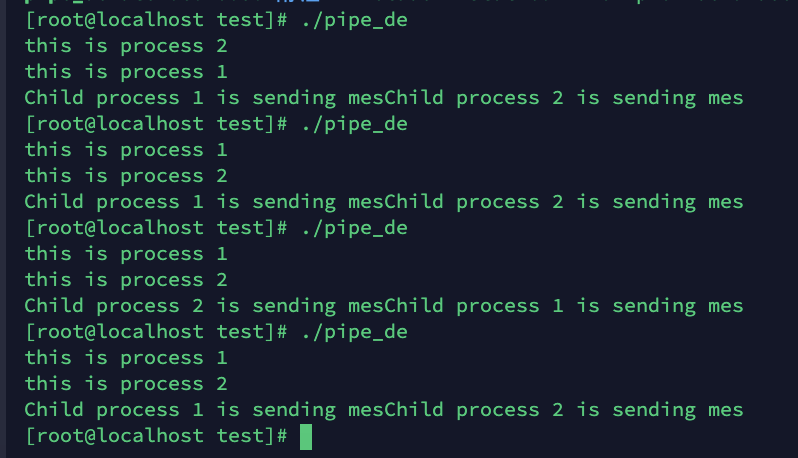 [root@localhost test]# ./pipe_de
this is process 2
this is process 1
Child process 1 is sending mesChild process 2 is sending mes
[root@localhost test]# ./pipe_de
this is process 1
this is process 2
Child process 1 is sending mesChild process 2 is sending mes
[root@localhost test]# ./pipe_de
this is process 1
this is process 2
Child process 2 is sending mesChild process 1 is sending mes
[root@localhost test]# ./pipe_de
this is process 1
this is process 2
Child process 1 is sending mesChild process 2 is sending mes
[root@localhost test]#